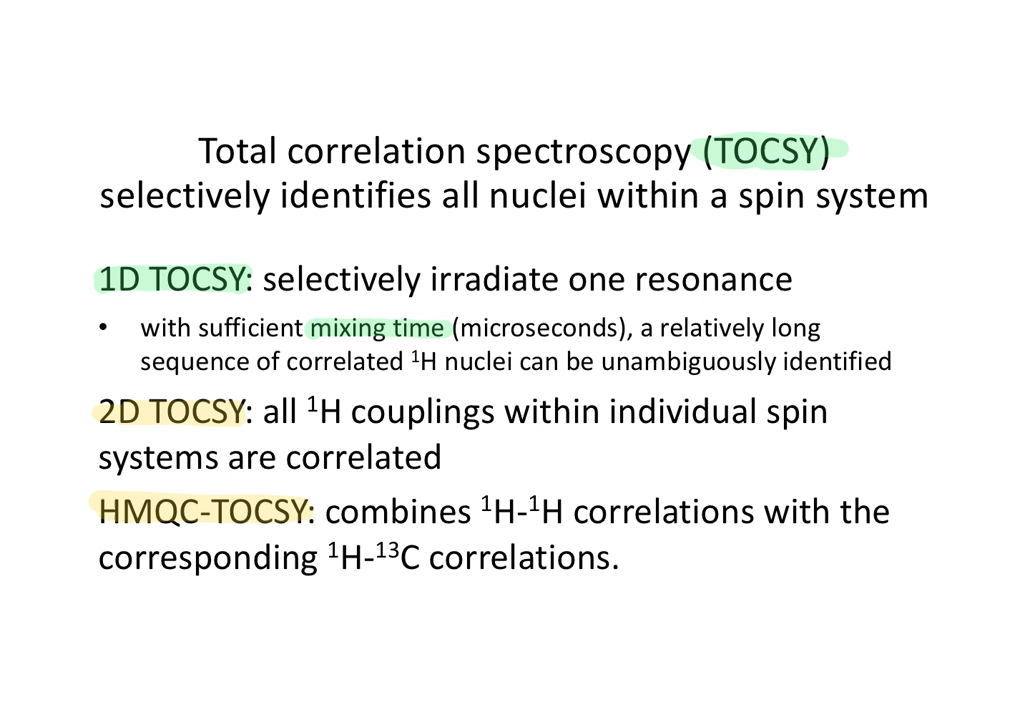 Total correlation spectroscopy (TOCSY)
selectively identifies all nuclei within a spin system
1D TOCSY: selectively irradiate one resonance
• with sufficient mixing time (microseconds), a relatively long
sequence of correlated ¹H nuclei can be unambiguously identified
2D TOCSY: all ¹H couplings within individual spin
systems are correlated
HMQC-TOCSY: combines ¹H-¹H correlations with the
corresponding ¹H-¹³C correlations.